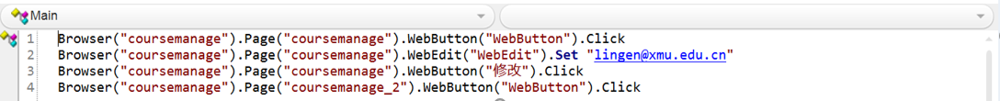 Main
1 Browser("coursemanage").Page("coursemanage").WebButton("WebButton").Click
2 Browser("coursemanage").Page("coursemanage").WebEdit("WebEdit").Set "lingen@xmu.edu.cn"
3 Browser("coursemanage").Page("coursemanage").WebButton("修改").Click
4 Browser("coursemanage").Page("coursemanage_2").WebButton("WebButton").Click